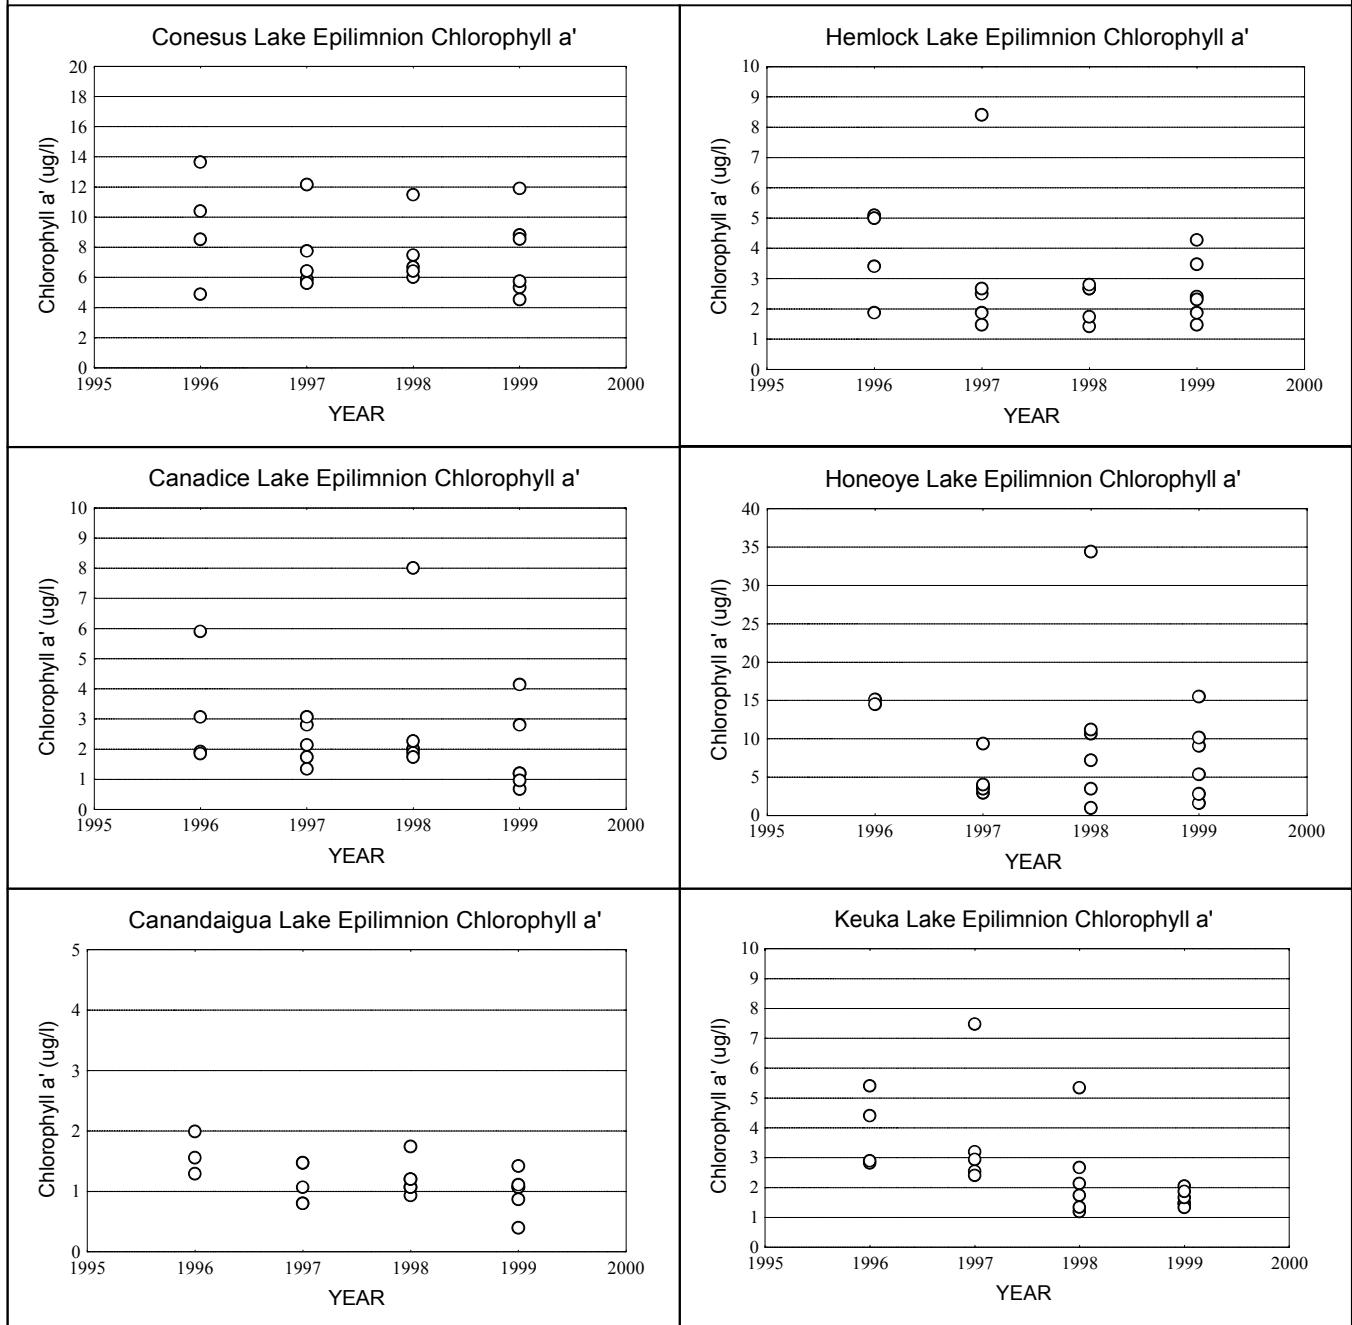 Conesus Lake Epilimnion Chlorophyll a'
20
18
16
14
12
10
8
6
4
2
0
Chlorophyll a' (ug/l)
1995 1996 1997 1998 1999 2000
YEAR
Hemlock Lake Epilimnion Chlorophyll a'
10
9
8
7
6
5
4
3
2
1
0
Chlorophyll a' (ug/l)
1995 1996 1997 1998 1999 2000
YEAR
Canadice Lake Epilimnion Chlorophyll a'
10
9
8
7
6
5
4
3
2
1
0
Chlorophyll a' (ug/l)
1995 1996 1997 1998 1999 2000
YEAR
Honeoye Lake Epilimnion Chlorophyll a'
40
35
30
25
20
15
10
5
0
Chlorophyll a' (ug/l)
1995 1996 1997 1998 1999 2000
YEAR
Canandaigua Lake Epilimnion Chlorophyll a'
5
4
3
2
1
0
Chlorophyll a' (ug/l)
1995 1996 1997 1998 1999 2000
YEAR
Keuka Lake Epilimnion Chlorophyll a'
10
9
8
7
6
5
4
3
2
1
0
Chlorophyll a' (ug/l)
1995 1996 1997 1998 1999 2000
YEAR